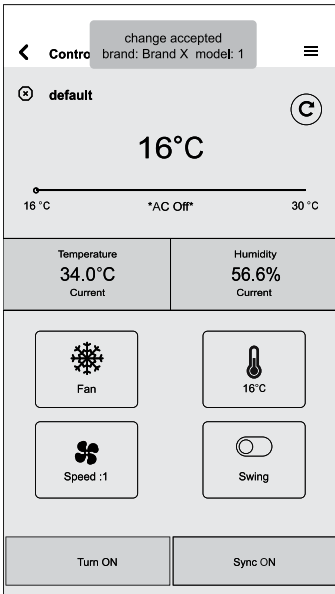 change accepted
brand: Brand X model: 1
Contro
default
C
16°C
16 °C
*AC Off*
30 °C
Temperature
34.0°C
Current
Humidity
56.6%
Current
Fan
16°C
Speed :1
Swing
Turn ON
Sync ON